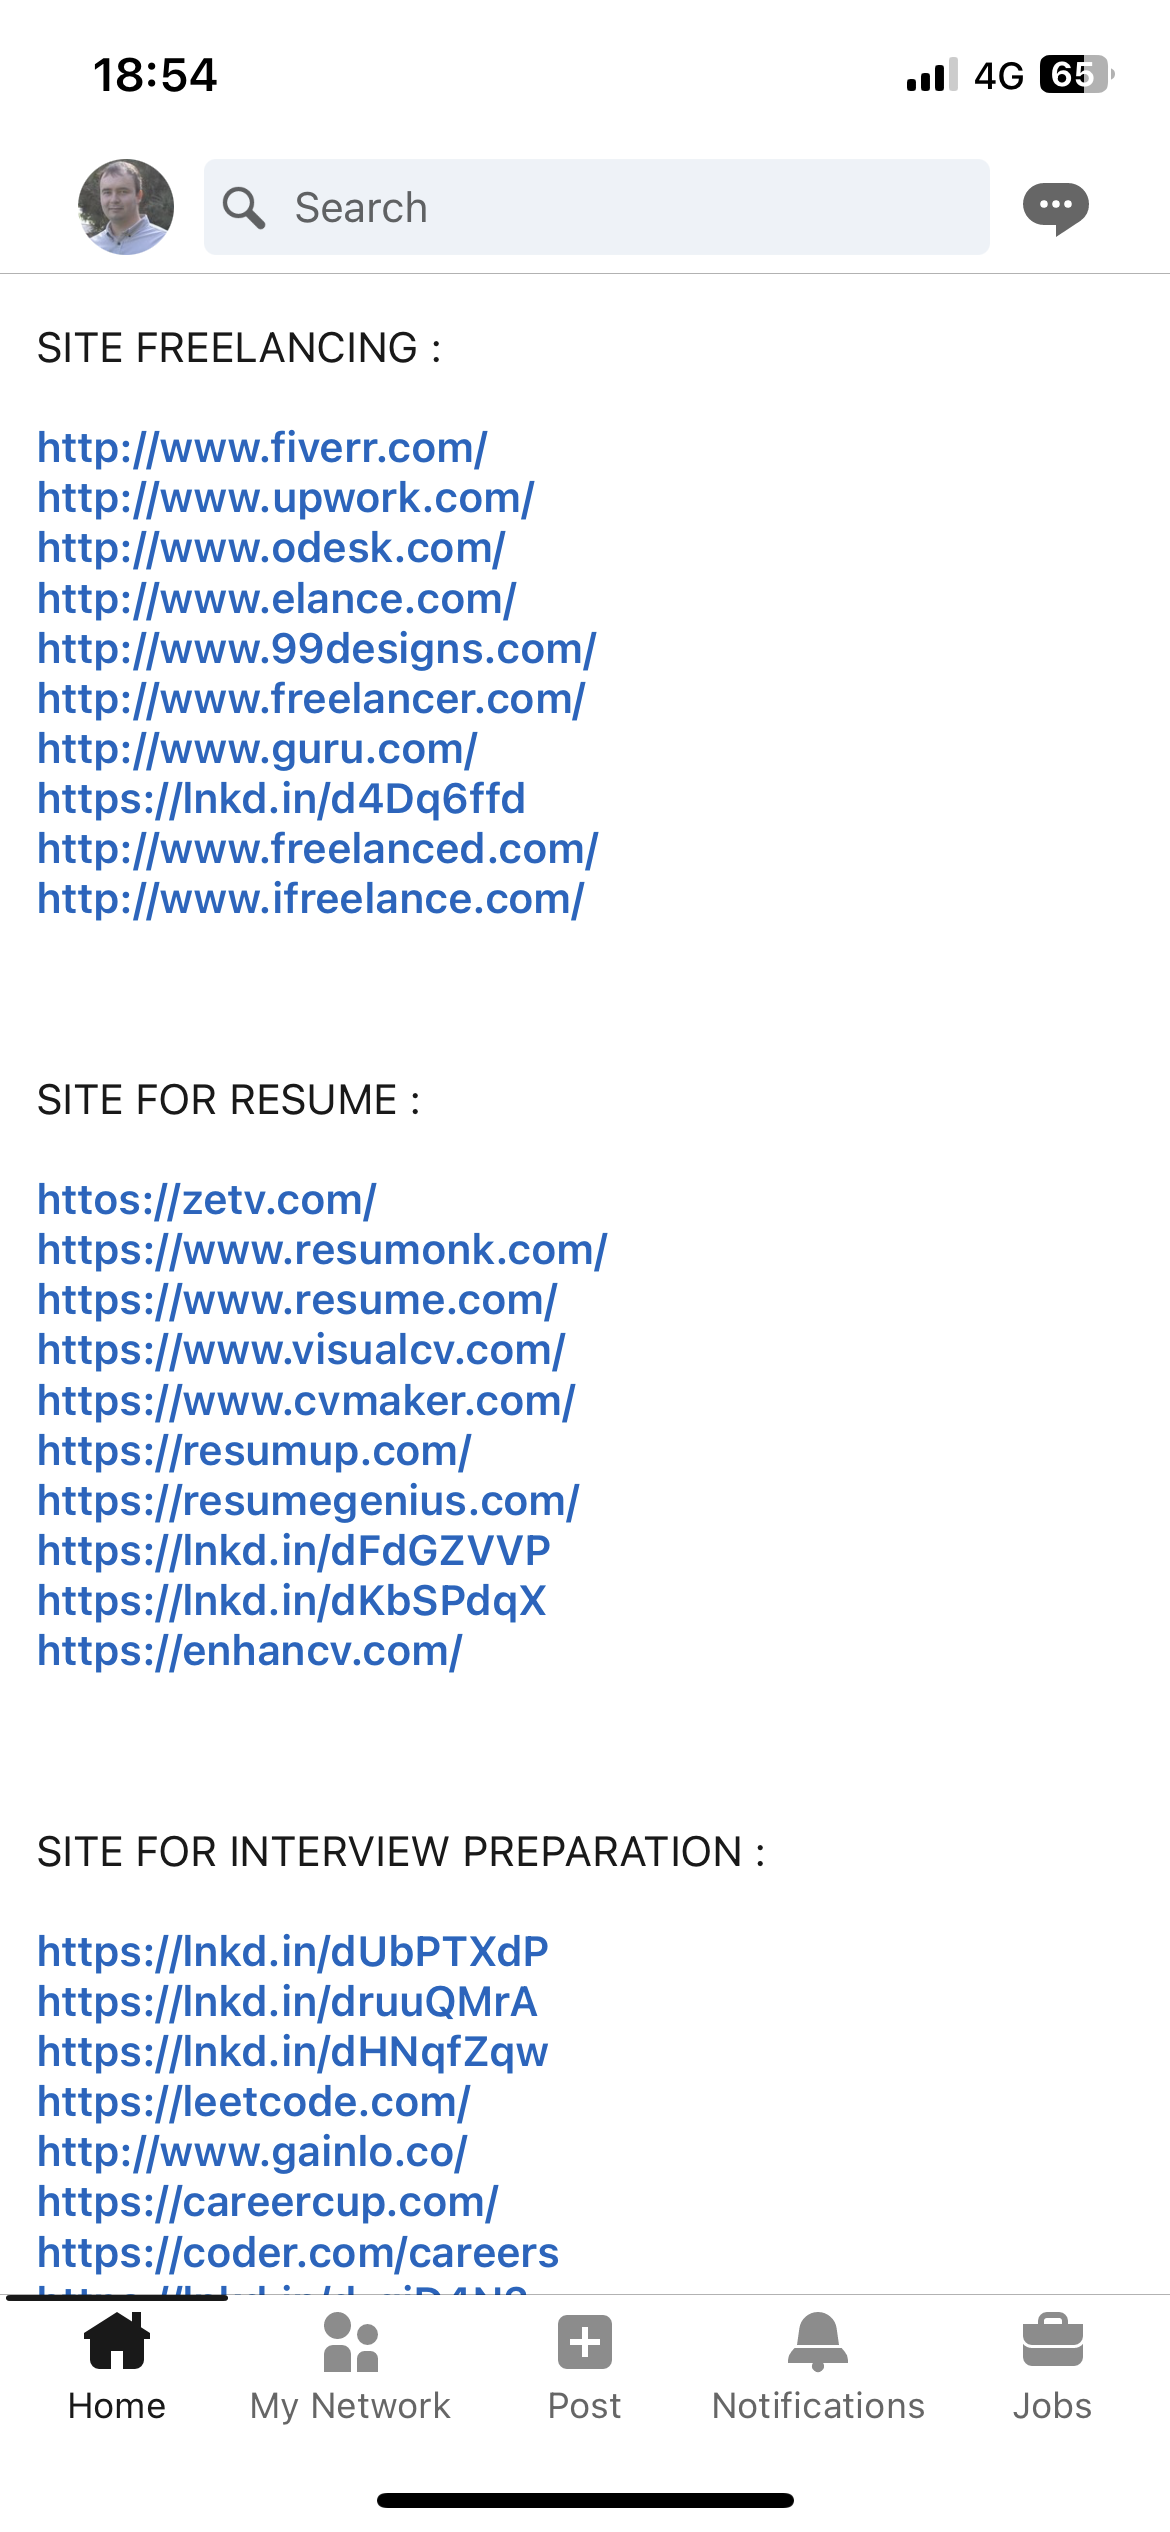 18:54
4G 65
Search
SITE FREELANCING :
http://www.fiverr.com/
http://www.upwork.com/
http://www.odesk.com/
http://www.elance.com/
http://www.99designs.com/
http://www.freelancer.com/
http://www.guru.com/
https://lnkd.in/d4Dq6ffd
http://www.freelanced.com/
http://www.ifreelance.com/
SITE FOR RESUME :
httos://zetv.com/
https://www.resumonk.com/
https://www.resume.com/
https://www.visualcv.com/
https://www.cvmaker.com/
https://resumup.com/
https://resumegenius.com/
https://lnkd.in/dFdGZVVP
https://lnkd.in/dKbSPdqX
https://enhancv.com/
SITE FOR INTERVIEW PREPARATION :
https://lnkd.in/dUbPTXdP
https://lnkd.in/druuQMrA
https://lnkd.in/dHNqfZqw
https://leetcode.com/
http://www.gainlo.co/
https://careercup.com/
https://coder.com/careers
Home
My Network
Post
Notifications
Jobs